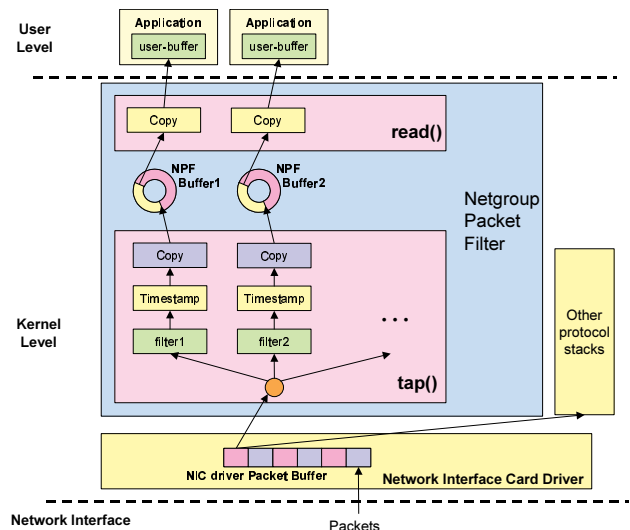 User
Level
Application
user-buffer
Application
user-buffer
Copy
Copy
read()
NPF
Buffer1
NPF
Buffer2
Netgroup
Packet
Filter
Copy
Copy
Timestamp
Timestamp
filter1
filter2
...
tap()
Kernel
Level
Other
protocol
stacks
NIC driver Packet Buffer
Network Interface Card Driver
Network Interface
Packets